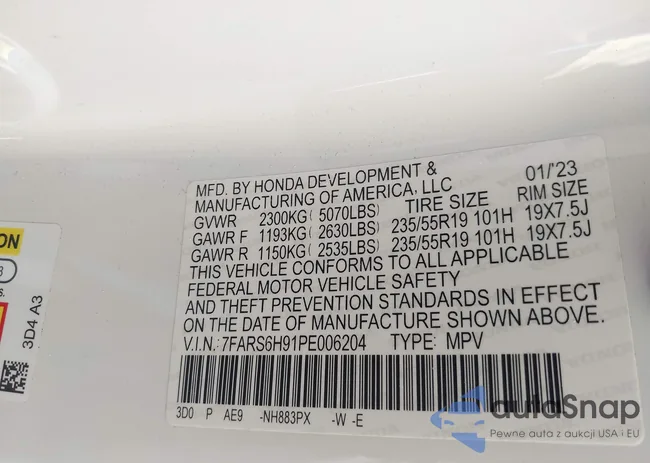 MFD. BY HONDA DEVELOPMENT &
MANUFACTURING OF AMERICA, LLC 01/'23
GVWR 2300KG( 5070LBS) TIRE SIZE RIM SIZE
GAWR F 1193KG( 2630LBS) 235/55R19 101H 19X7.5J
GAWR R 1150KG( 2535LBS) 235/55R19 101H 19X7.5J
THIS VEHICLE CONFORMS TO ALL APPLICABLE
FEDERAL MOTOR VEHICLE SAFETY
AND THEFT PREVENTION STANDARDS IN EFFECT
ON THE DATE OF MANUFACTURE SHOWN ABOVE.
V.I.N.: 7FARS6H91PE006204 TYPE: MPV
3D0 P AE9 -NH883PX -W -E
ION
3
s.
3D4 A3
autoSnap
Pewne auta z aukcji USA i EU